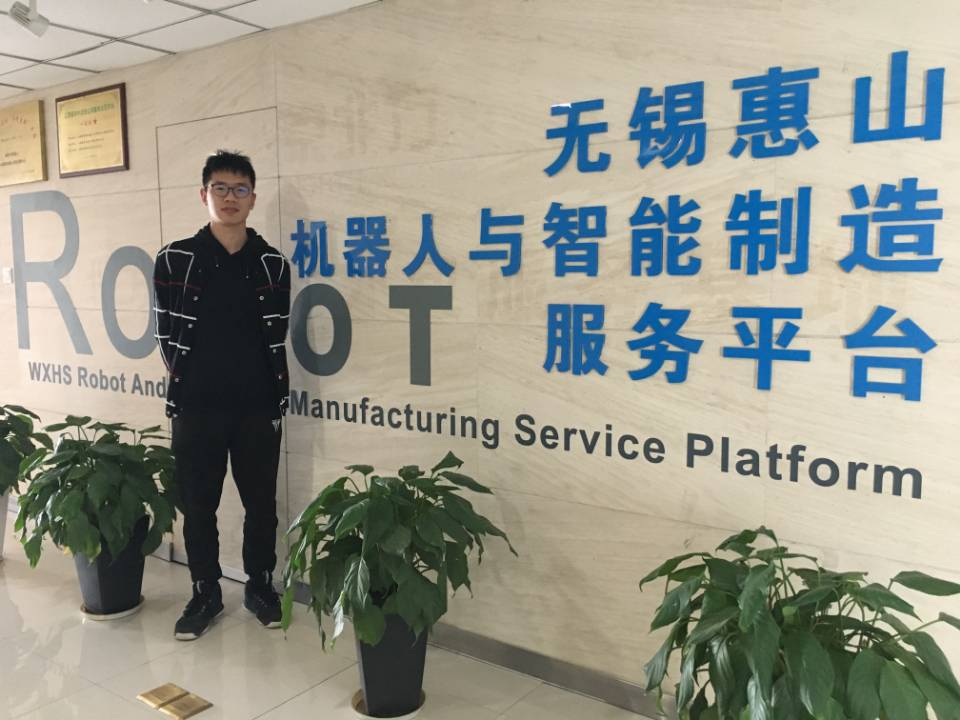 无锡惠山
机器人与智能制造
服务平台
Ro oT
WXHS Robot And
Manufacturing Service Platform